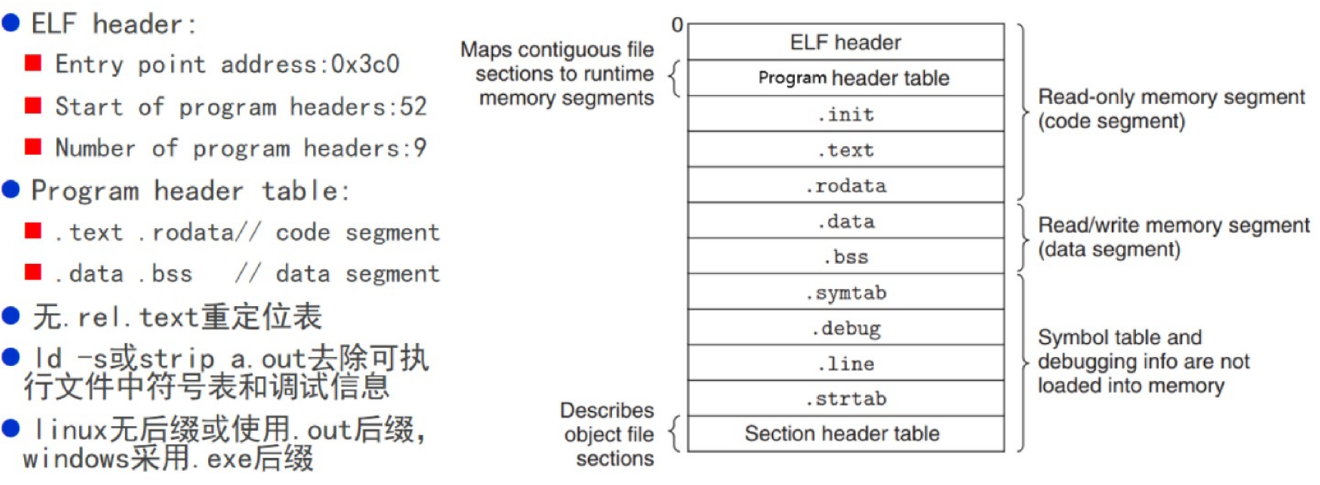 ● ELF header:
■ Entry point address:0x3c0
■ Start of program headers:52
■ Number of program headers:9
● Program header table:
■ .text .rodata// code segment
■ .data .bss // data segment
● 无.rel.text重定位表
● ld -s或strip a.out去除可执
行文件中符号表和调试信息
● linux无后缀或使用.out后缀，
windows采用.exe后缀
Maps contiguous file
sections to runtime
memory segments
Describes
object file
sections
0
ELF header
Program header table
.init
.text
.rodata
.data
.bss
.symtab
.debug
.line
.strtab
Section header table
Read-only memory segment
(code segment)
Read/write memory segment
(data segment)
Symbol table and
debugging info are not
loaded into memory